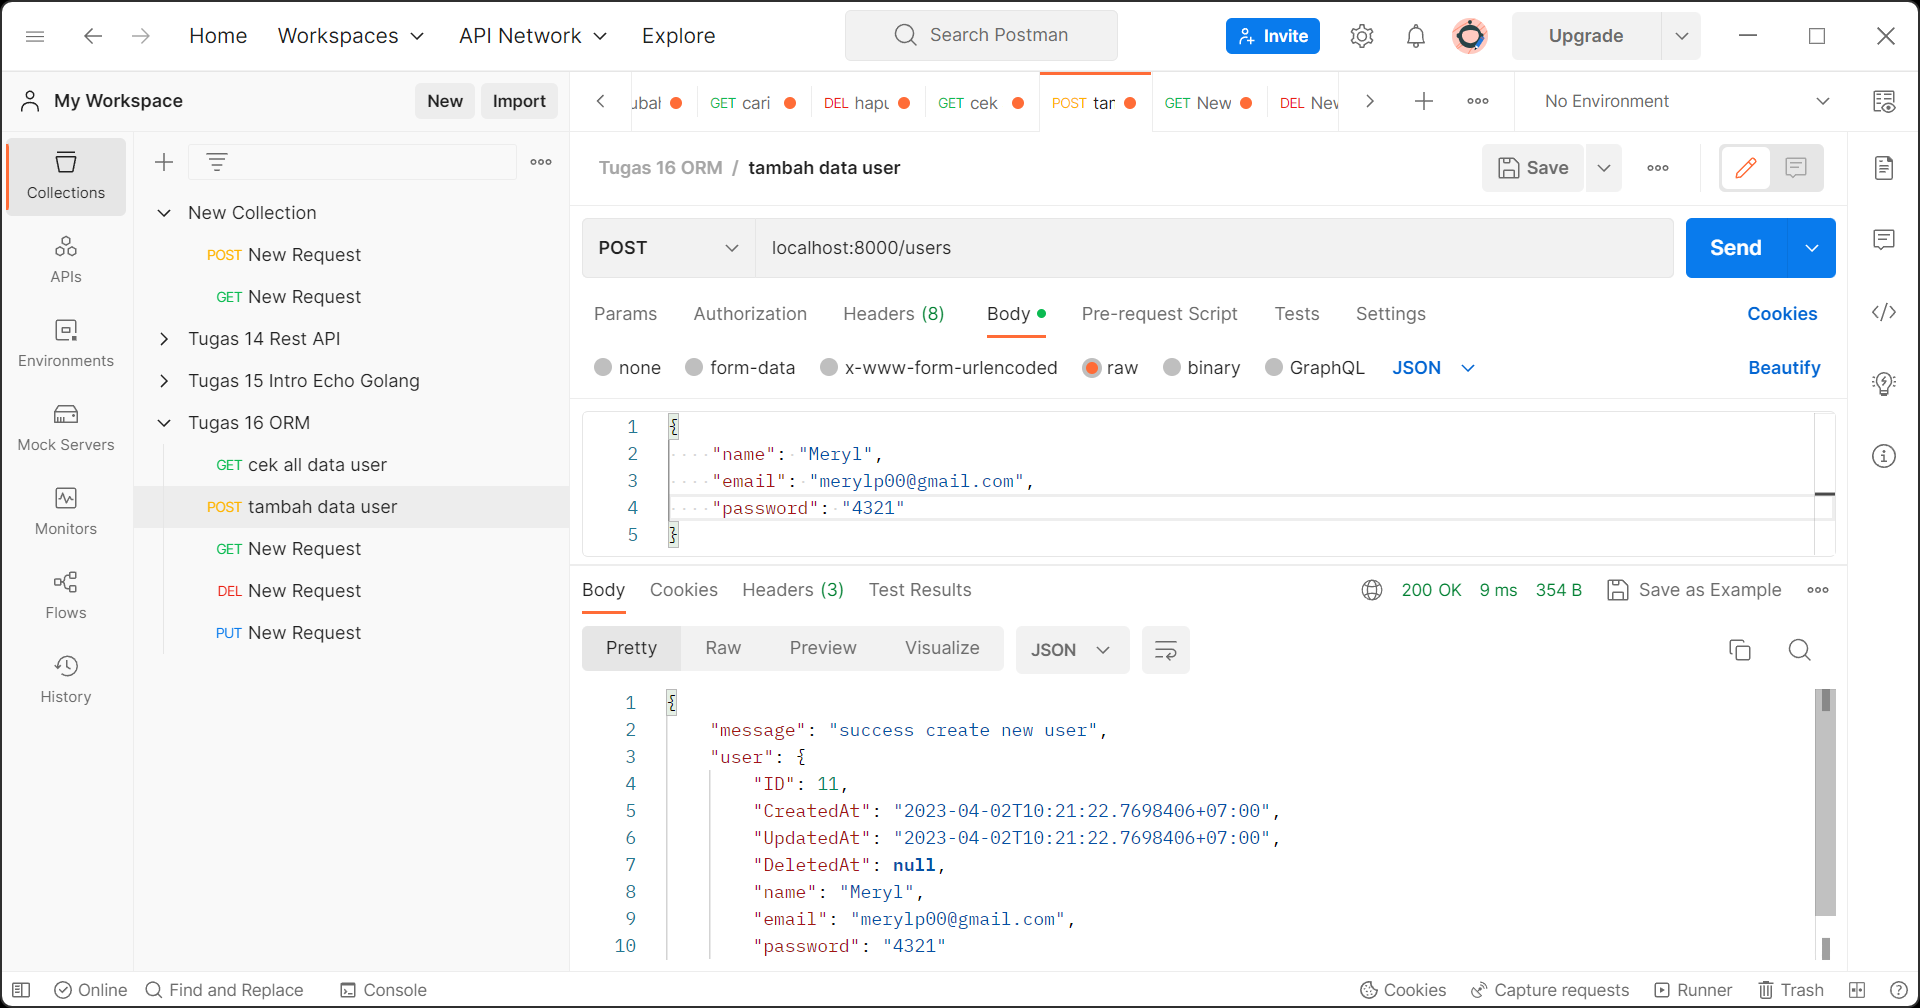 Home Workspaces API Network Explore Search Postman Invite Upgrade
My Workspace New Import
ubah GET cari DEL hapu GET cek POST tar GET New DEL New No Environment
Collections
APIs
Environments
Mock Servers
Monitors
Flows
History
New Collection
POST New Request
GET New Request
Tugas 14 Rest API
Tugas 15 Intro Echo Golang
Tugas 16 ORM
GET cek all data user
POST tambah data user
GET New Request
DEL New Request
PUT New Request
Tugas 16 ORM / tambah data user Save
POST localhost:8000/users Send
Params Authorization Headers (8) Body Pre-request Script Tests Settings Cookies
none form-data x-www-form-urlencoded raw binary GraphQL JSON Beautify
1 {
2 "name": "Meryl",
3 "email": "merylp00@gmail.com",
4 "password": "4321"
5 }
Body Cookies Headers (3) Test Results 200 OK 9 ms 354 B Save as Example
Pretty Raw Preview Visualize JSON
1 {
2 "message": "success create new user",
3 "user": {
4 "ID": 11,
5 "CreatedAt": "2023-04-02T10:21:22.7698406+07:00",
6 "UpdatedAt": "2023-04-02T10:21:22.7698406+07:00",
7 "DeletedAt": null,
8 "name": "Meryl",
9 "email": "merylp00@gmail.com",
10 "password": "4321"
Online Find and Replace Console Cookies Capture requests Runner Trash